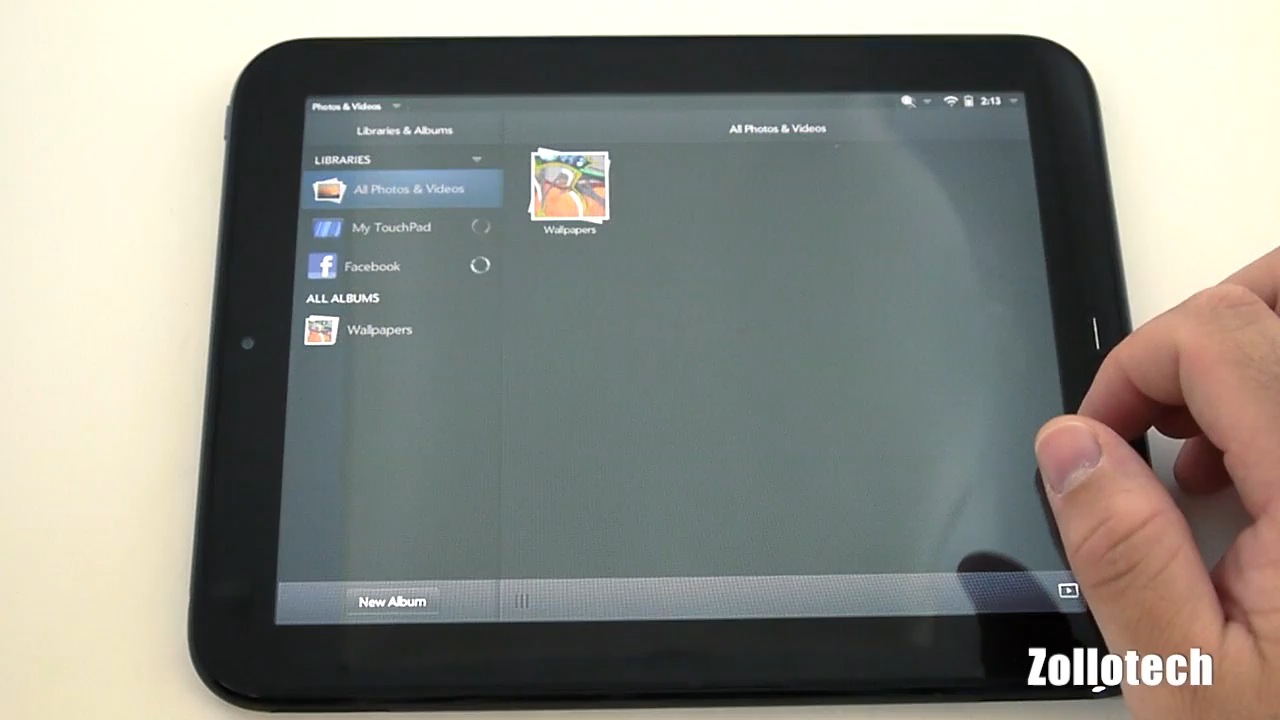 Photos & Videos
2:13
Libraries & Albums
All Photos & Videos
LIBRARIES
All Photos & Videos
My TouchPad
f Facebook
ALL ALBUMS
Wallpapers
Wallpapers
New Album
Zollotech